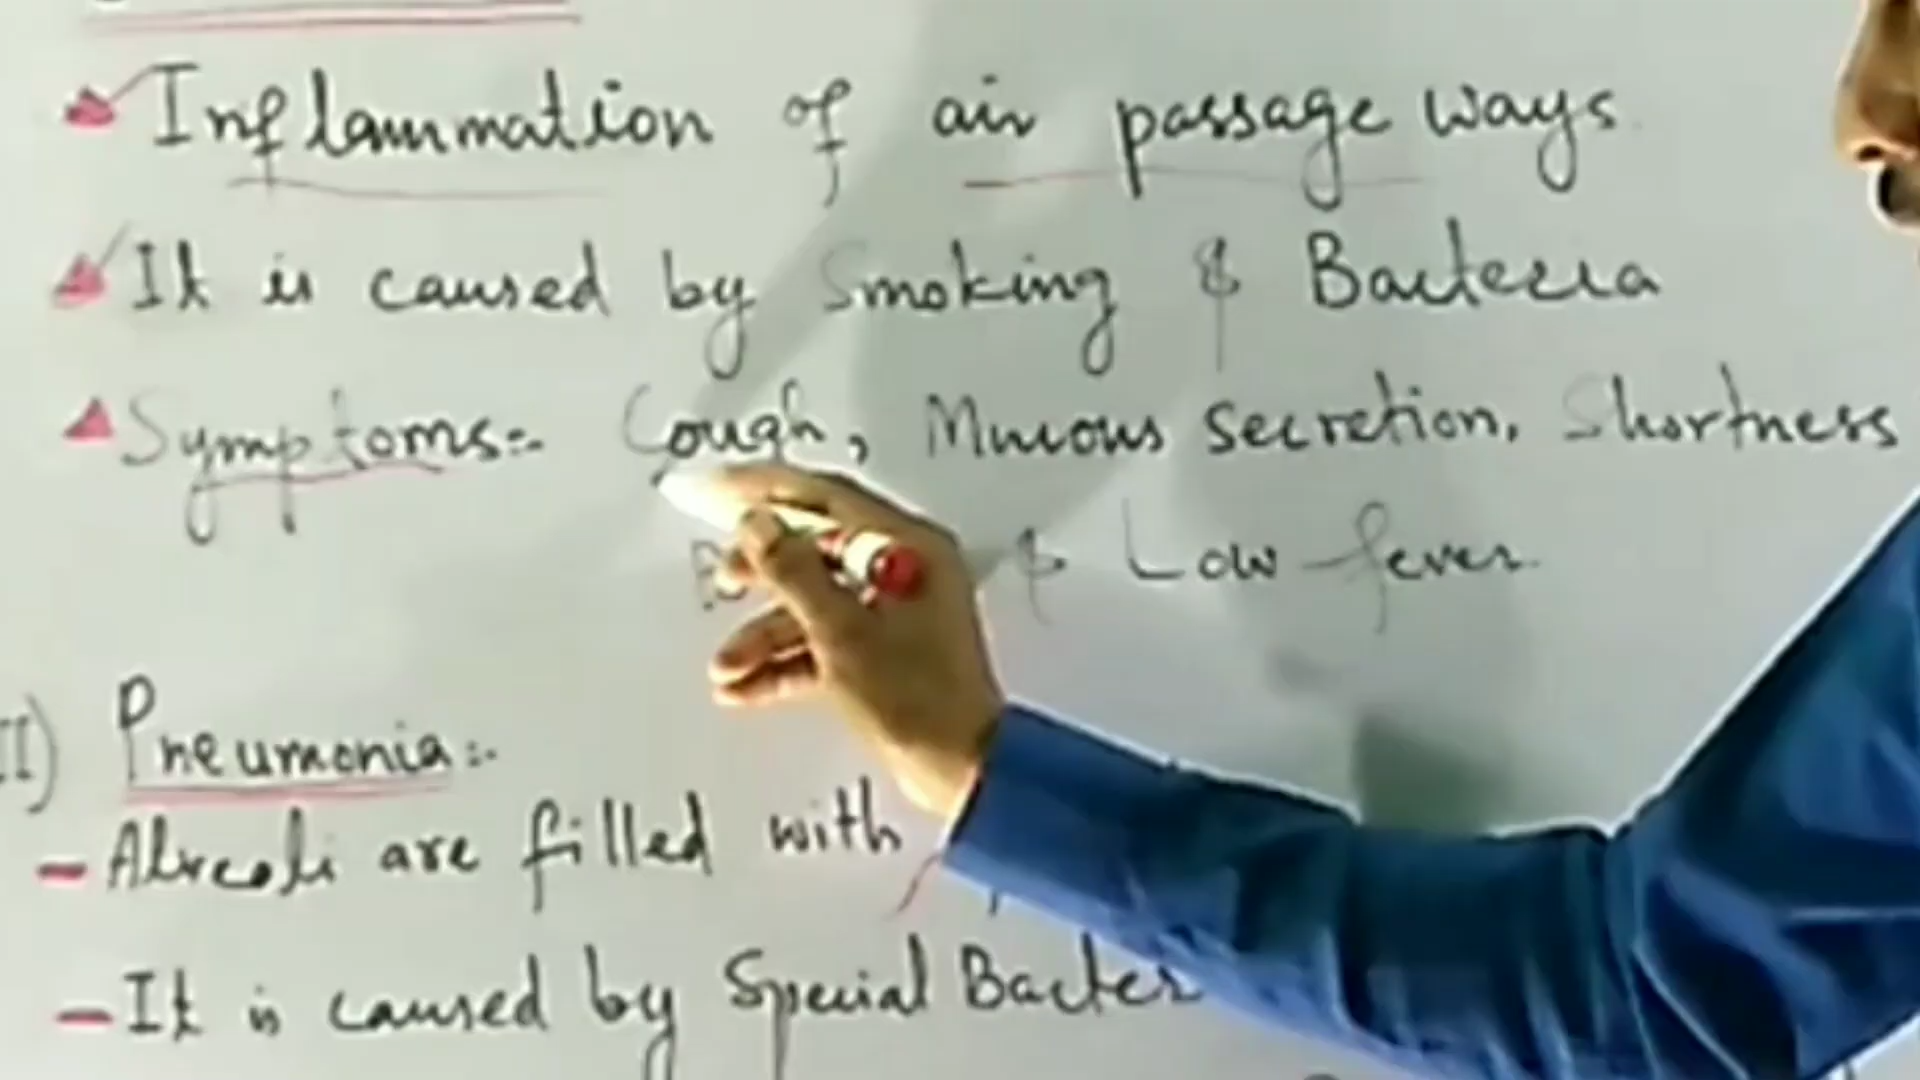 Inflammation of air passage ways
It is caused by Smoking & Bacteria
Symptoms:- Cough, Mucous secretion, Shortness
& Low fever
II) Pneumonia:-
- Alveoli are filled with
- It is caused by Special Bacter